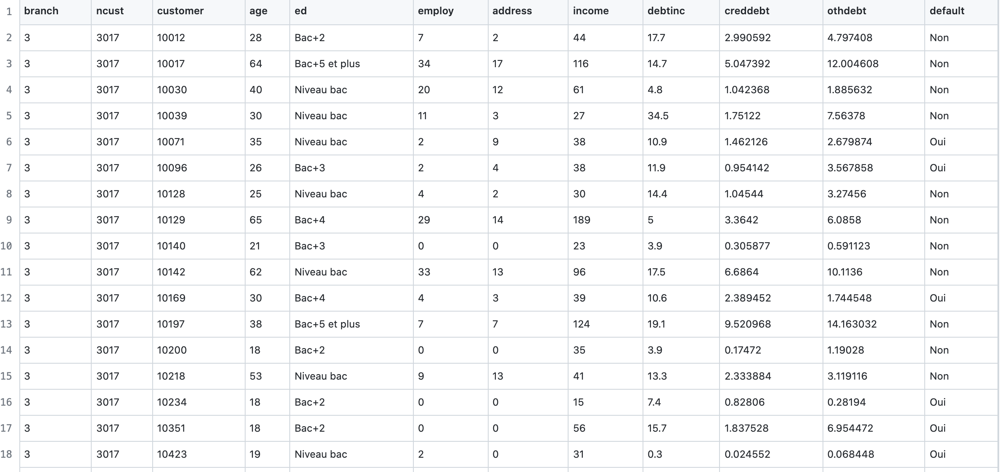 1 branch ncust customer age ed employ address income debtinc creddebt othdebt default
2 3 3017 10012 28 Bac+2 7 2 44 17.7 2.990592 4.797408 Non
3 3 3017 10017 64 Bac+5 et plus 34 17 116 14.7 5.047392 12.004608 Non
4 3 3017 10030 40 Niveau bac 20 12 61 4.8 1.042368 1.885632 Non
5 3 3017 10039 30 Niveau bac 11 3 27 34.5 1.75122 7.56378 Non
6 3 3017 10071 35 Niveau bac 2 9 38 10.9 1.462126 2.679874 Oui
7 3 3017 10096 26 Bac+3 2 4 38 11.9 0.954142 3.567858 Oui
8 3 3017 10128 25 Niveau bac 4 2 30 14.4 1.04544 3.27456 Non
9 3 3017 10129 65 Bac+4 29 14 189 5 3.3642 6.0858 Non
10 3 3017 10140 21 Bac+3 0 0 23 3.9 0.305877 0.591123 Non
11 3 3017 10142 62 Niveau bac 33 13 96 17.5 6.6864 10.1136 Non
12 3 3017 10169 30 Bac+4 4 3 39 10.6 2.389452 1.744548 Oui
13 3 3017 10197 38 Bac+5 et plus 7 7 124 19.1 9.520968 14.163032 Non
14 3 3017 10200 18 Bac+2 0 0 35 3.9 0.17472 1.19028 Non
15 3 3017 10218 53 Niveau bac 9 13 41 13.3 2.333884 3.119116 Non
16 3 3017 10234 18 Bac+2 0 0 15 7.4 0.82806 0.28194 Oui
17 3 3017 10351 18 Bac+2 0 0 56 15.7 1.837528 6.954472 Oui
18 3 3017 10423 19 Niveau bac 2 0 31 0.3 0.024552 0.068448 Oui